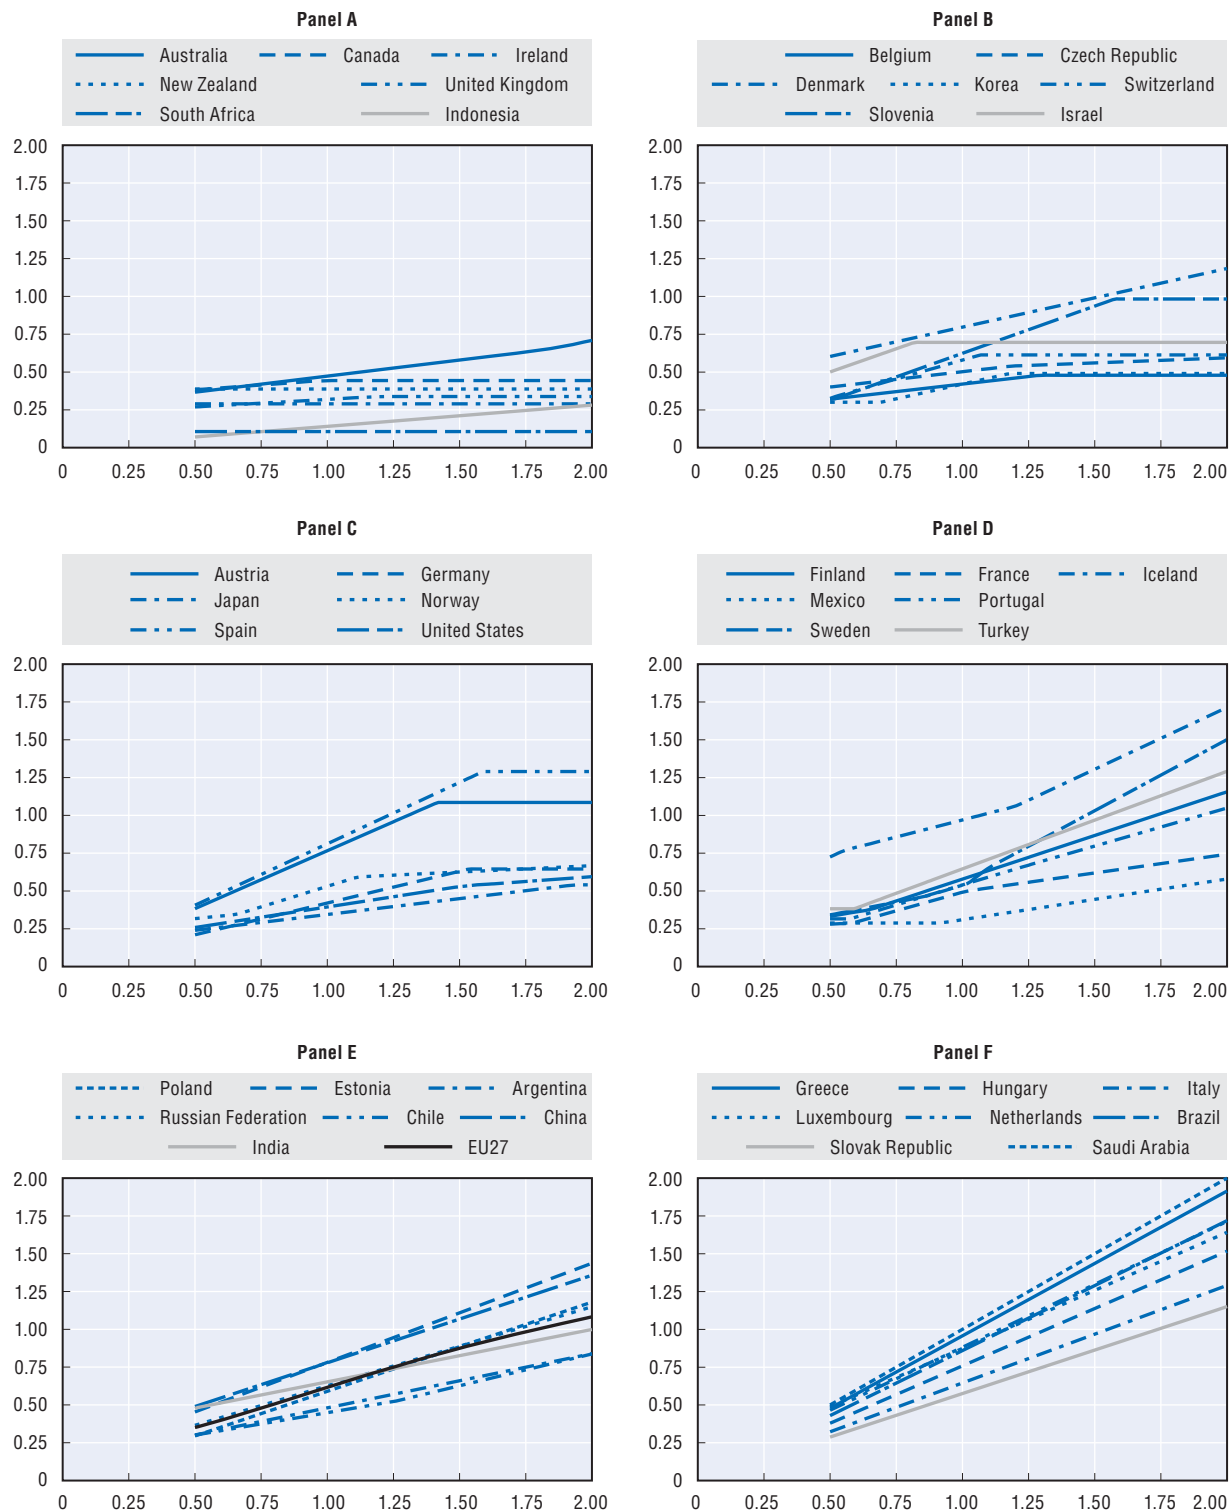 Panel A
Australia Canada Ireland
New Zealand United Kingdom
South Africa Indonesia
2.00
1.75
1.50
1.25
1.00
0.75
0.50
0.25
0
0 0.25 0.50 0.75 1.00 1.25 1.50 1.75 2.00
Panel B
Belgium Czech Republic
Denmark Korea Switzerland
Slovenia Israel
2.00
1.75
1.50
1.25
1.00
0.75
0.50
0.25
0
0 0.25 0.50 0.75 1.00 1.25 1.50 1.75 2.00
Panel C
Austria Germany
Japan Norway
Spain United States
2.00
1.75
1.50
1.25
1.00
0.75
0.50
0.25
0
0 0.25 0.50 0.75 1.00 1.25 1.50 1.75 2.00
Panel D
Finland France Iceland
Mexico Portugal
Sweden Turkey
2.00
1.75
1.50
1.25
1.00
0.75
0.50
0.25
0
0 0.25 0.50 0.75 1.00 1.25 1.50 1.75 2.00
Panel E
Poland Estonia Argentina
Russian Federation Chile China
India EU27
2.00
1.75
1.50
1.25
1.00
0.75
0.50
0.25
0
0 0.25 0.50 0.75 1.00 1.25 1.50 1.75 2.00
Panel F
Greece Hungary Italy
Luxembourg Netherlands Brazil
Slovak Republic Saudi Arabia
2.00
1.75
1.50
1.25
1.00
0.75
0.50
0.25
0
0 0.25 0.50 0.75 1.00 1.25 1.50 1.75 2.00